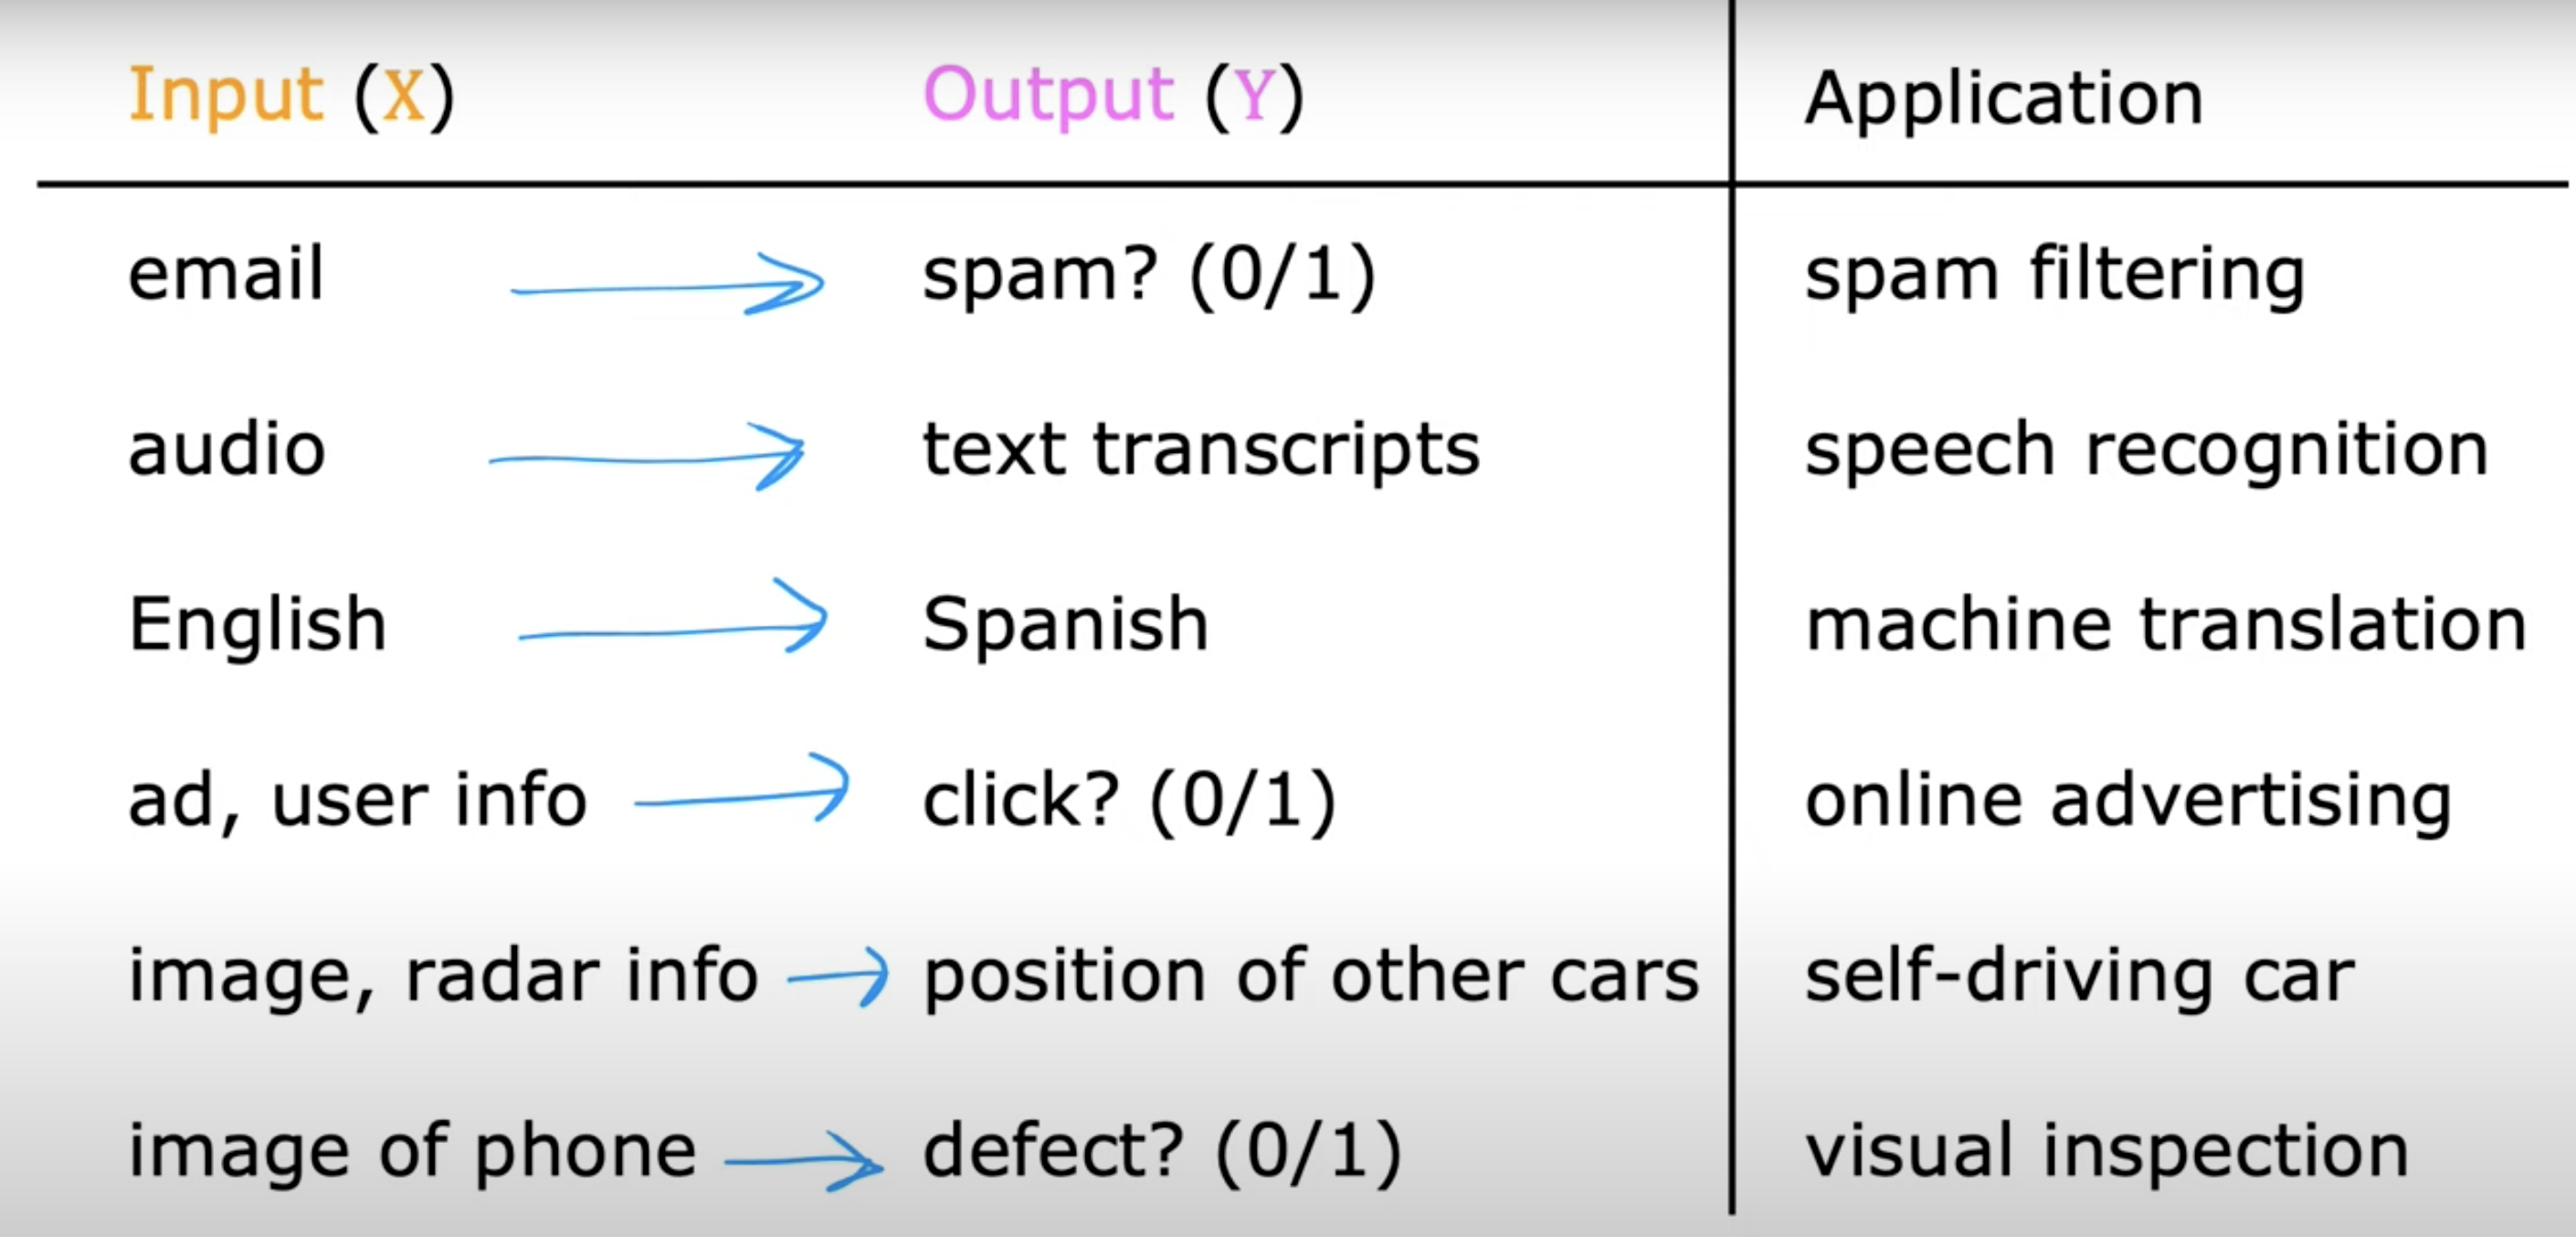 Input (X) Output (Y) Application
email spam? (0/1) spam filtering
audio text transcripts speech recognition
English Spanish machine translation
ad, user info click? (0/1) online advertising
image, radar info position of other cars self-driving car
image of phone defect? (0/1) visual inspection